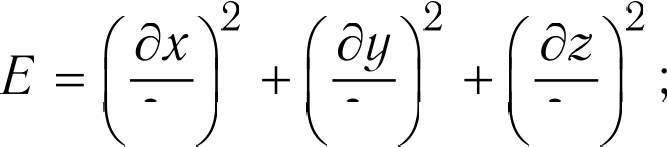 E = (∂x/)² + (∂y/)² + (∂z/)² ;